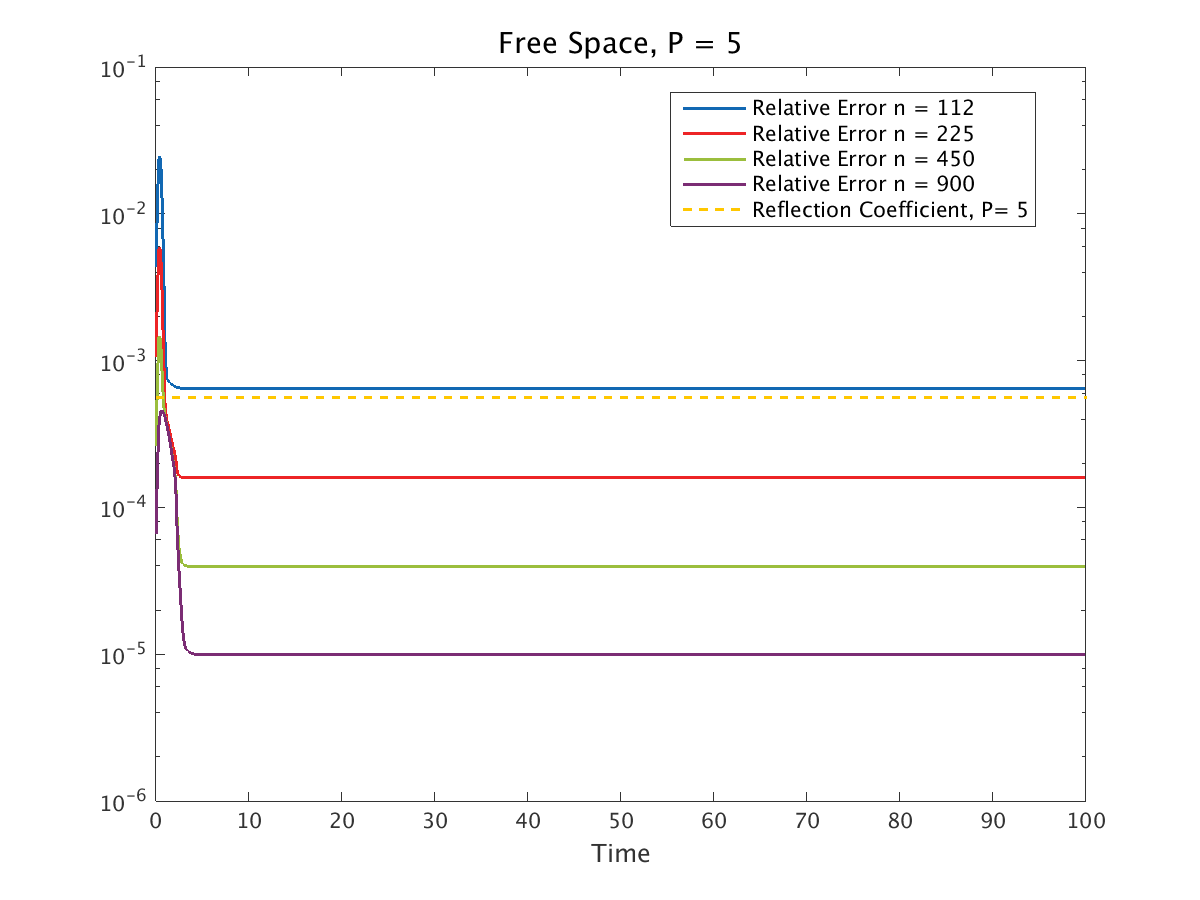 Free Space, P = 5
10^-1
10^-2
10^-3
10^-4
10^-5
10^-6
Relative Error n = 112
Relative Error n = 225
Relative Error n = 450
Relative Error n = 900
Reflection Coefficient, P= 5
0 10 20 30 40 50 60 70 80 90 100
Time